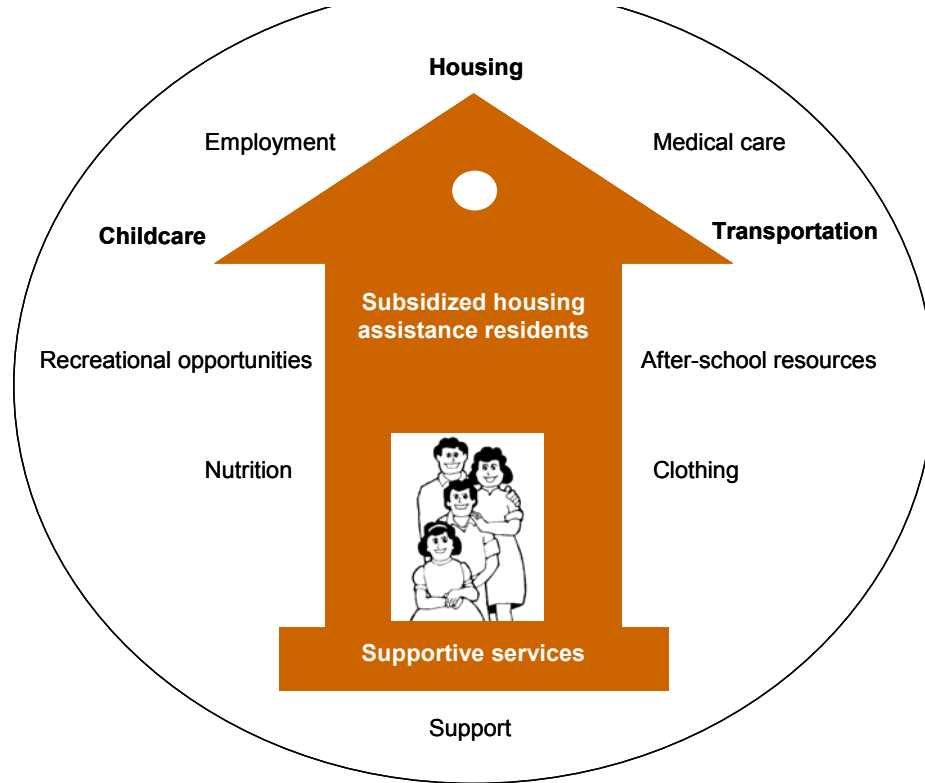 Housing
Employment
Medical care
Childcare
Transportation
Subsidized housing
assistance residents
Recreational opportunities
After-school resources
Nutrition
Clothing
Supportive services
Support